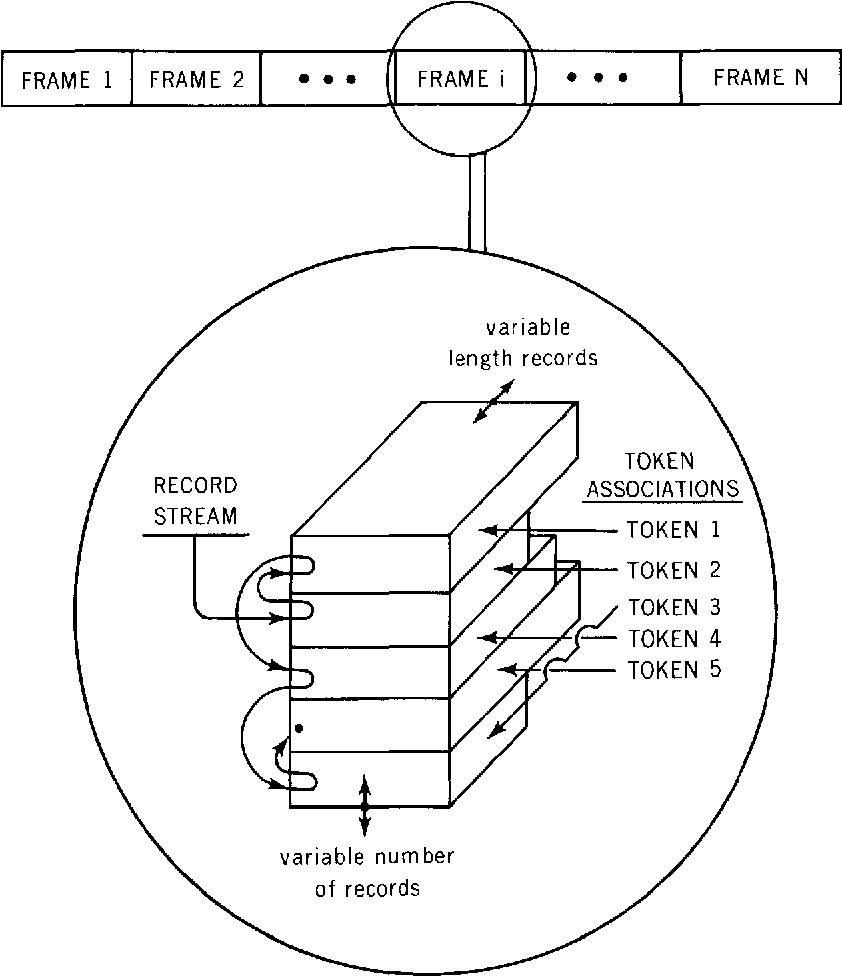 FRAME 1 FRAME 2 • • • FRAME i • • • FRAME N
variable
length records
RECORD
STREAM
TOKEN
ASSOCIATIONS
TOKEN 1
TOKEN 2
TOKEN 3
TOKEN 4
TOKEN 5
variable number
of records